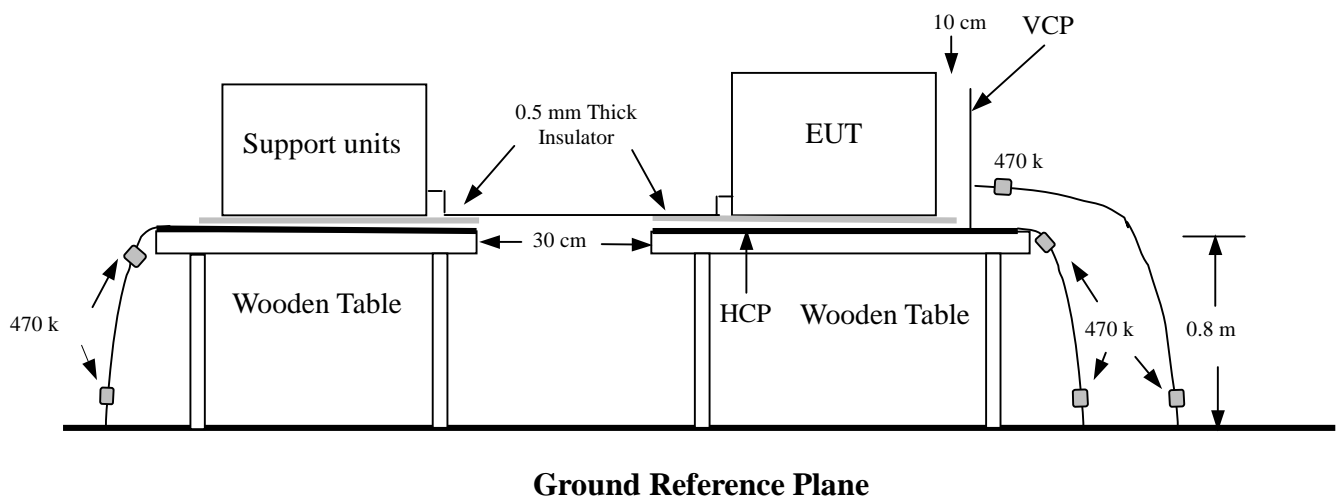 10 cm
VCP
0.5 mm Thick
Insulator
Support units
EUT
470 k
30 cm
Wooden Table
HCP
Wooden Table
470 k
470 k
0.8 m
Ground Reference Plane